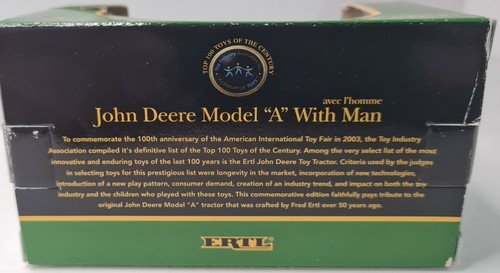 TOP 100 TOYS OF THE CENTURY
avec l'homme
John Deere Model "A" With Man
To commemorate the 100th anniversary of the American International Toy Fair in 2003, the Toy Industry
Association compiled it's definitive list of the Top 100 Toys of the Century. Among the very select list of the most
innovative and enduring toys of the last 100 years is the Ertl John Deere Toy Tractor. Criteria used by the judges
in selecting toys for this prestigious list were longevity in the market, incorporation of new technologies,
introduction of a new play pattern, consumer demand, creation of an industry trend, and impact on both the toy
industry and the children who played with these toys. This commemorative edition faithfully pays tribute to the
original John Deere Model "A" tractor that was crafted by Fred Ertl over 50 years ago.
ERTL